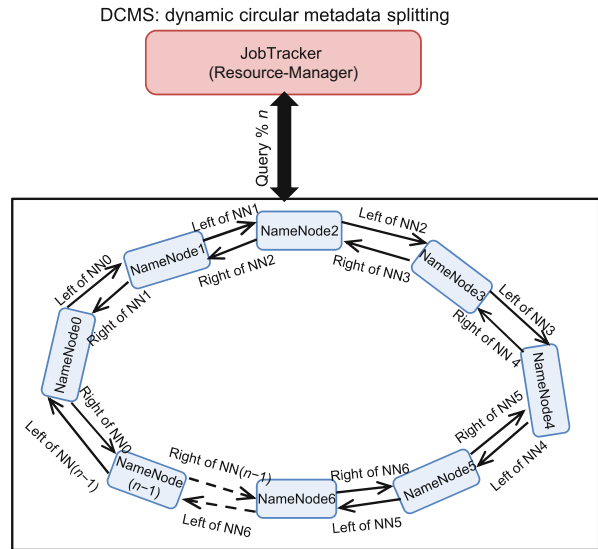 DCMS: dynamic circular metadata splitting
JobTracker
(Resource-Manager)
Query % n
Left of NN1
NameNode2
Left of NN2
Right of NN2
Right of NN3
NameNode1
NameNode3
Left of NN0
Right of NN1
Left of NN3
Right of NN 4
NameNode0
NameNode4
Right of NN0
Left of NN(n−1)
NameNode
(n−1)
Right of NN(n−1)
Left of NN6
NameNode6
Right of NN6
Left of NN5
NameNode5
Right of NN5
Left of NN4